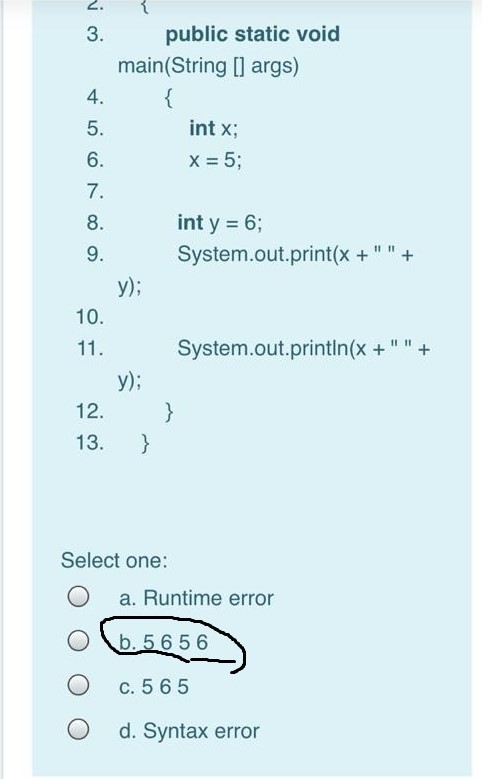 2. {
3. public static void
main(String [] args)
4. {
5. int x;
6. x = 5;
7.
8. int y = 6;
9. System.out.print(x + " " +
y);
10.
11. System.out.println(x + " " +
y);
12. }
13. }
Select one:
a. Runtime error
b. 5 6 5 6
c. 5 6 5
d. Syntax error